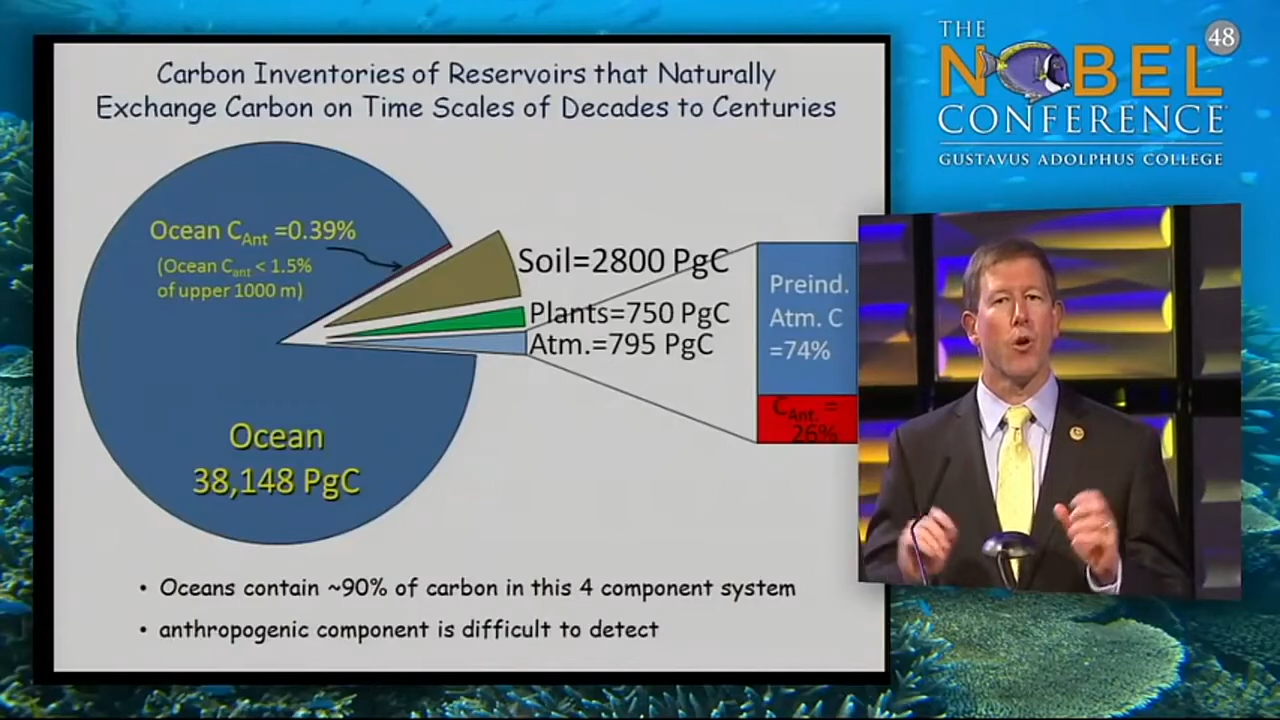 Carbon Inventories of Reservoirs that Naturally
Exchange Carbon on Time Scales of Decades to Centuries
Ocean CAnt =0.39%
(Ocean Cant < 1.5%
of upper 1000 m)
Soil=2800 PgC
Plants=750 PgC
Atm.=795 PgC
Preind.
Atm. C
=74%
CAnt. =
26%
Ocean
38,148 PgC
• Oceans contain ~90% of carbon in this 4 component system
• anthropogenic component is difficult to detect
THE
NOBEL
48
CONFERENCE
GUSTAVUS ADOLPHUS COLLEGE